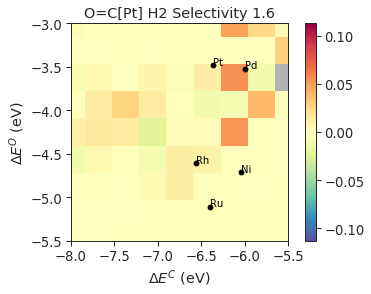 O=C[Pt] H2 Selectivity 1.6
−3.0
−3.5
−4.0
−4.5
−5.0
−5.5
ΔE^O (eV)
Pt
Pd
Rh
Ni
Ru
−8.0 −7.5 −7.0 −6.5 −6.0 −5.5
ΔE^C (eV)
0.10
0.05
0.00
−0.05
−0.10